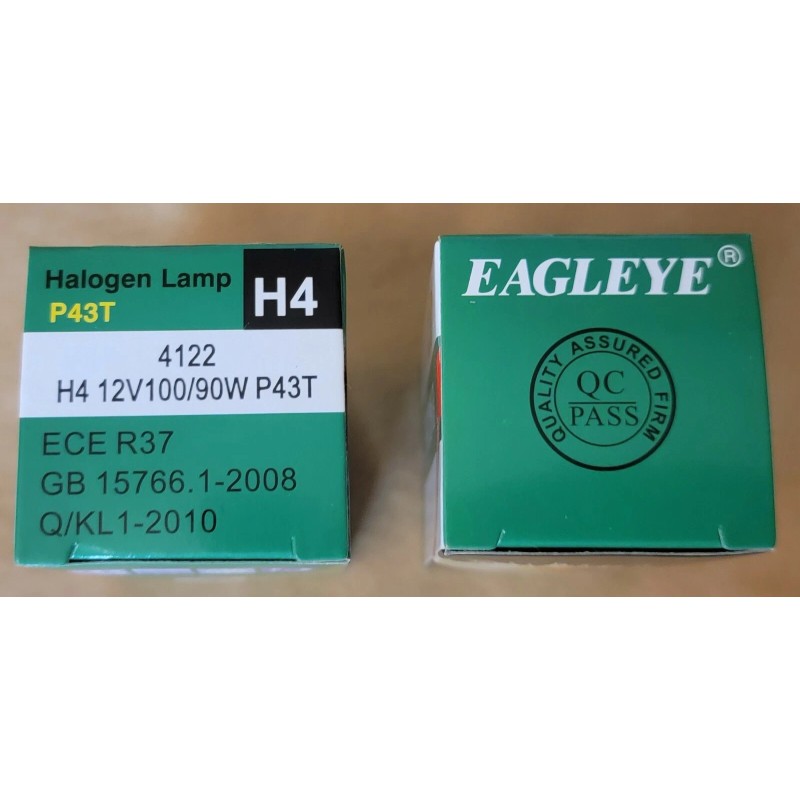 Halogen Lamp
P43T
H4
4122
H4 12V100/90W P43T
ECE R37
GB 15766.1-2008
Q/KL1-2010
EAGLEYE®
QUALITY ASSURED FIRM
QC
PASS